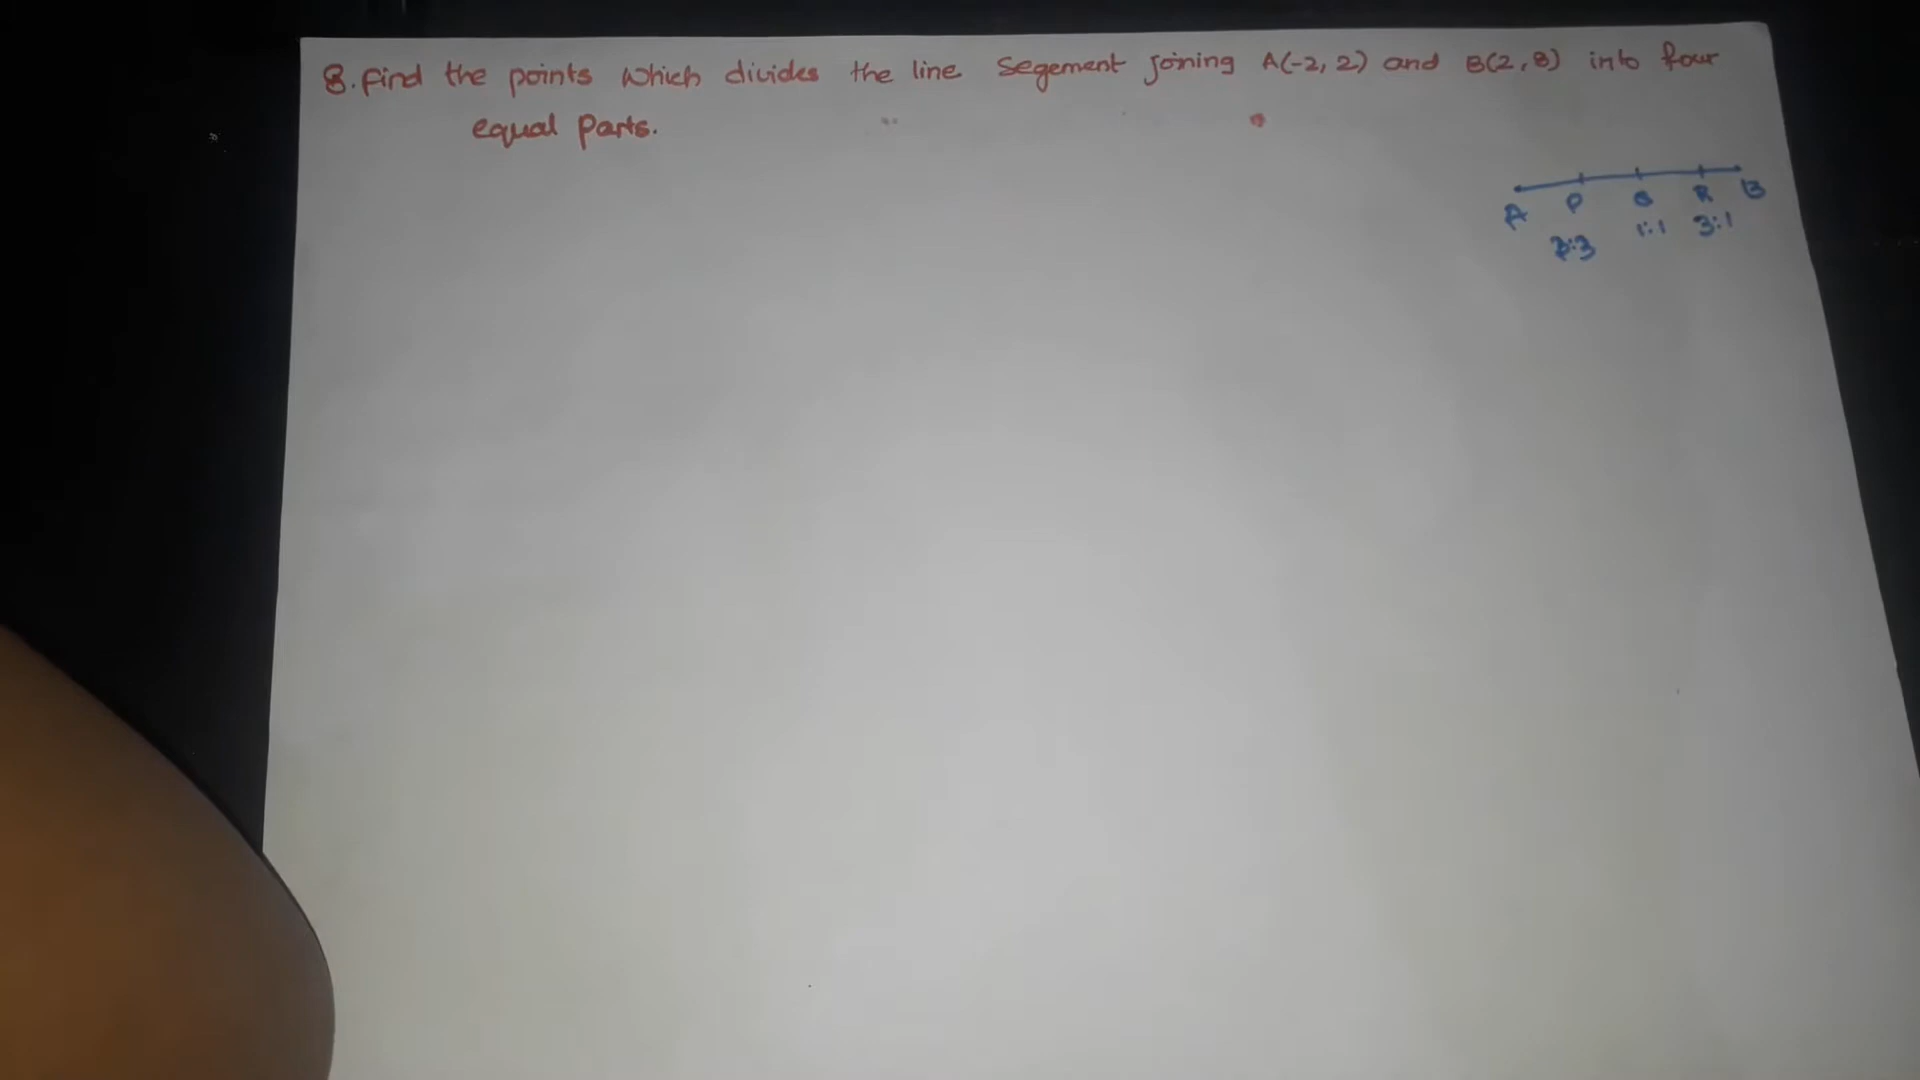 8. find the points which divides the line segement joining A(-2, 2) and B(2, 8) into four
equal parts.
A P Q R B
1:1 3:1